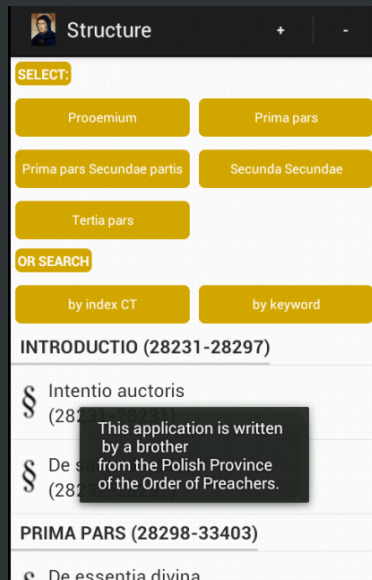 Structure + -
SELECT:
Prooemium Prima pars
Prima pars Secundae partis Secunda Secundae
Tertia pars
OR SEARCH
by index CT by keyword
INTRODUCTIO (28231-28297)
§ Intentio auctoris
(28231-28231)
This application is written
by a brother
from the Polish Province
of the Order of Preachers.
§ De
(282
PRIMA PARS (28298-33403)
§ De essentia divina